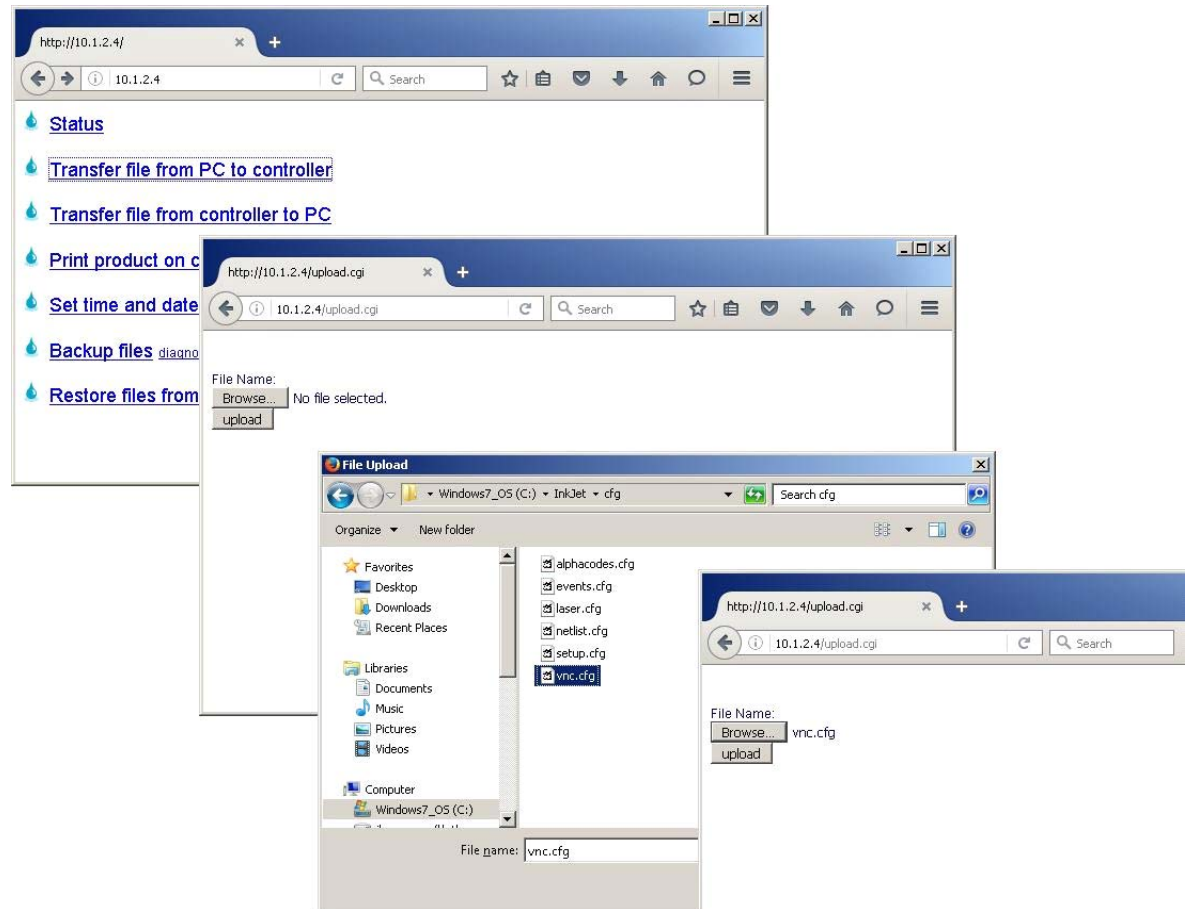 http://10.1.2.4/
10.1.2.4
Search
Status
Transfer file from PC to controller
Transfer file from controller to PC
Print product on c
Set time and date
Backup files diagno
Restore files from
http://10.1.2.4/upload.cgi
10.1.2.4/upload.cgi
Search
File Name:
Browse... No file selected.
upload
File Upload
Windows7_OS (C:) InkJet cfg
Search cfg
Organize New folder
Favorites
Desktop
Downloads
Recent Places
Libraries
Documents
Music
Pictures
Videos
Computer
Windows7_OS (C:)
alphacodes.cfg
events.cfg
laser.cfg
netlist.cfg
setup.cfg
vnc.cfg
File name: vnc.cfg
http://10.1.2.4/upload.cgi
10.1.2.4/upload.cgi
Search
File Name:
Browse... vnc.cfg
upload